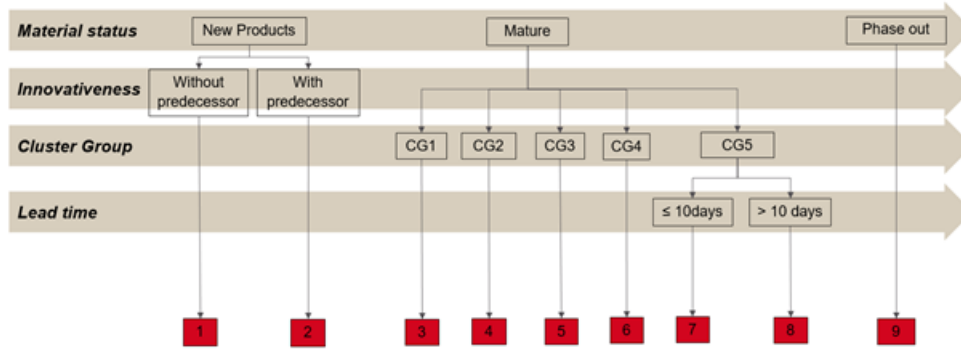 Material status
New Products
Mature
Phase out
Innovativeness
Without
predecessor
With
predecessor
Cluster Group
CG1
CG2
CG3
CG4
CG5
Lead time
≤ 10days
> 10 days
1
2
3
4
5
6
7
8
9